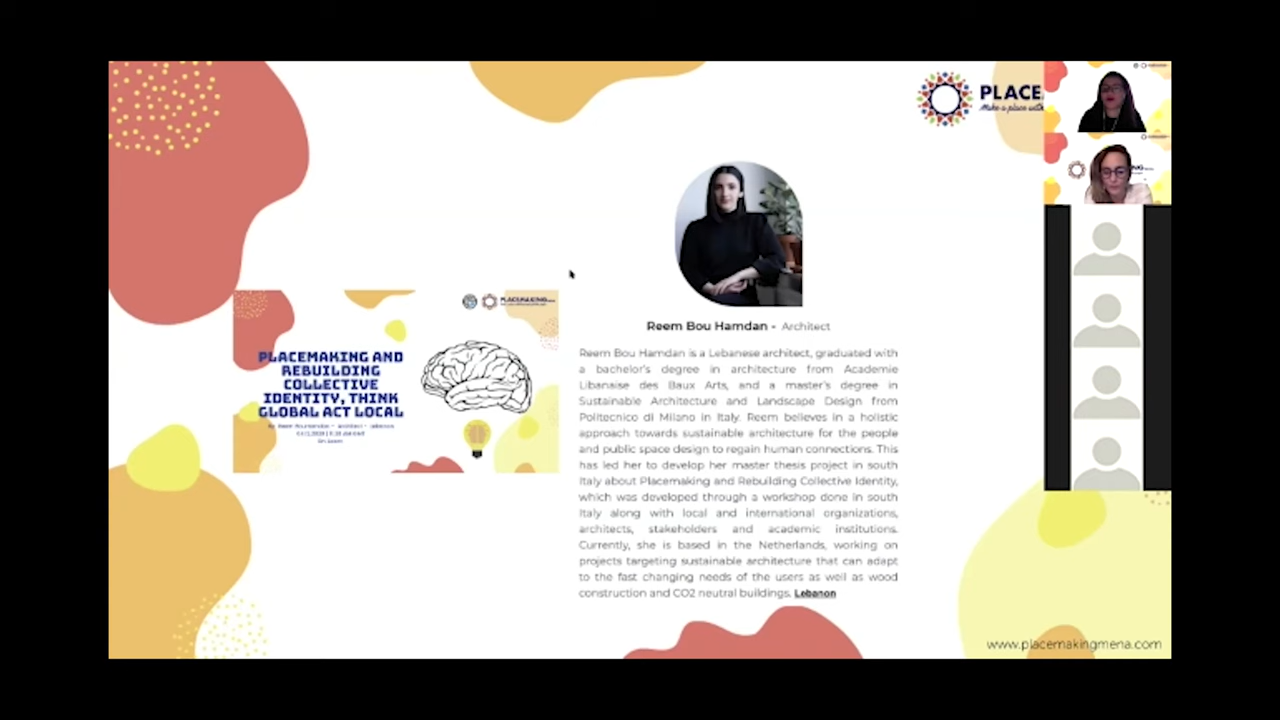 PLACE
Make a place with
PLACEMAKING
PLACEMAKING AND
REBUILDING
COLLECTIVE
IDENTITY, THINK
GLOBAL ACT LOCAL
On Zoom
Reem Bou Hamdan - Architect
Reem Bou Hamdan is a Lebanese architect, graduated with
a bachelor's degree in architecture from Academie
Libanaise des Baux Arts, and a master's degree in
Sustainable Architecture and Landscape Design from
Politecnico di Milano in Italy. Reem believes in a holistic
approach towards sustainable architecture for the people
and public space design to regain human connections. This
has led her to develop her master thesis project in south
Italy about Placemaking and Rebuilding Collective Identity,
which was developed through a workshop done in south
Italy along with local and international organizations,
architects, stakeholders and academic institutions.
Currently, she is based in the Netherlands, working on
projects targeting sustainable architecture that can adapt
to the fast changing needs of the users as well as wood
construction and CO2 neutral buildings. Lebanon
www.placemakingmena.com